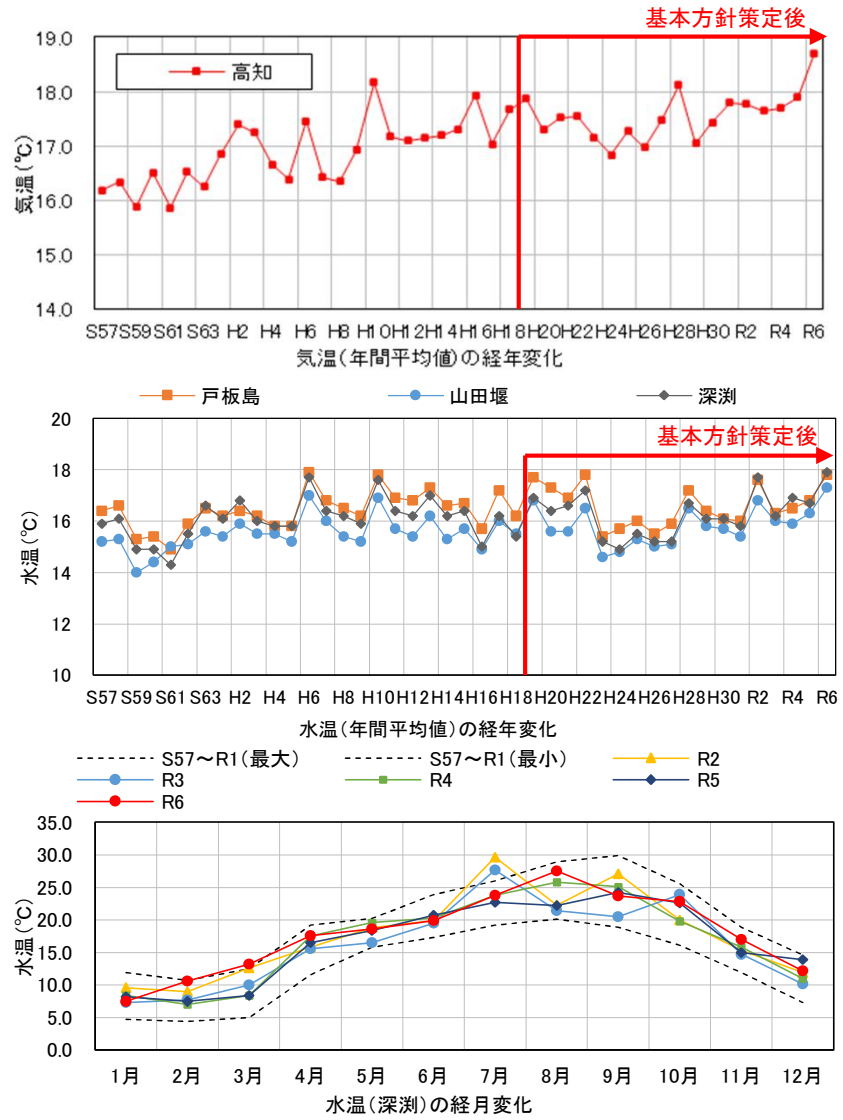 基本方針策定後
高知
19.0
18.0
17.0
16.0
15.0
14.0
気温(℃)
S57 S59 S61 S63 H2 H4 H6 H8 H10 H12 H14 H16 H18 H20 H22 H24 H26 H28 H30 R2 R4 R6
気温(年間平均値)の経年変化
戸板島 山田堰 深渕
基本方針策定後
20
18
16
14
12
10
水温(℃)
S57 S59 S61 S63 H2 H4 H6 H8 H10 H12 H14 H16 H18 H20 H22 H24 H26 H28 H30 R2 R4 R6
水温(年間平均値)の経年変化
S57～R1(最大) S57～R1(最小) R2
R3 R4 R5
R6
35.0
30.0
25.0
20.0
15.0
10.0
5.0
0.0
水温(℃)
1月 2月 3月 4月 5月 6月 7月 8月 9月 10月 11月 12月
水温(深渕)の経月変化